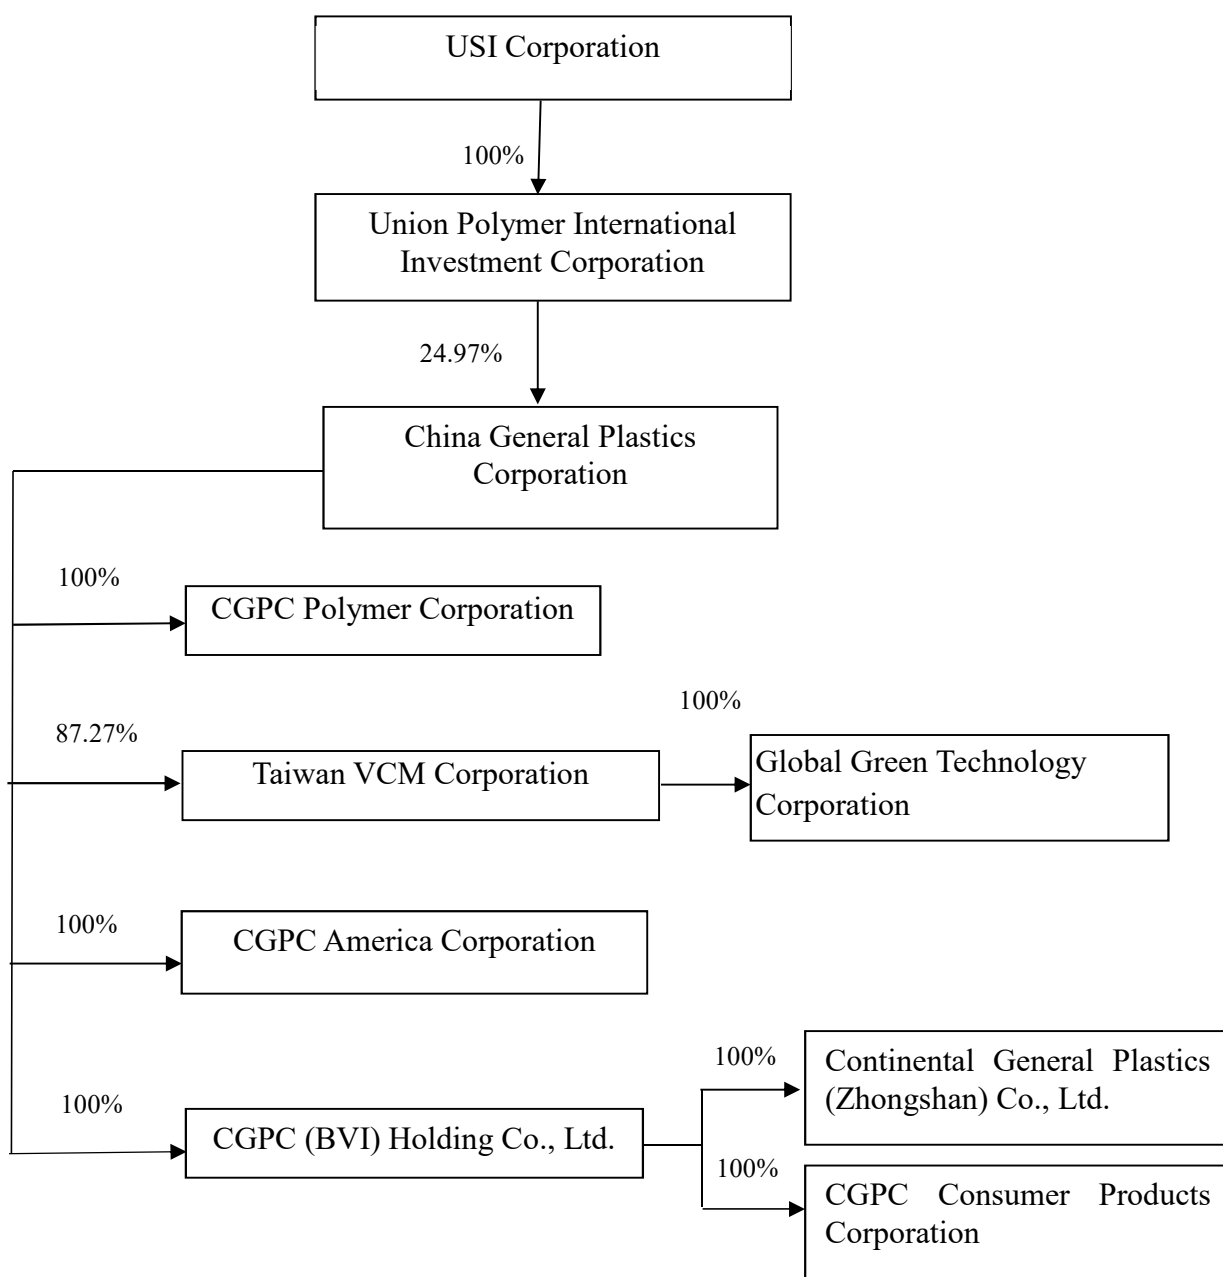 USI Corporation
100%
Union Polymer International
Investment Corporation
24.97%
China General Plastics
Corporation
100%
CGPC Polymer Corporation
100%
87.27%
Taiwan VCM Corporation
Global Green Technology
Corporation
100%
CGPC America Corporation
100%
Continental General Plastics
(Zhongshan) Co., Ltd.
100%
CGPC (BVI) Holding Co., Ltd.
100%
CGPC Consumer Products
Corporation